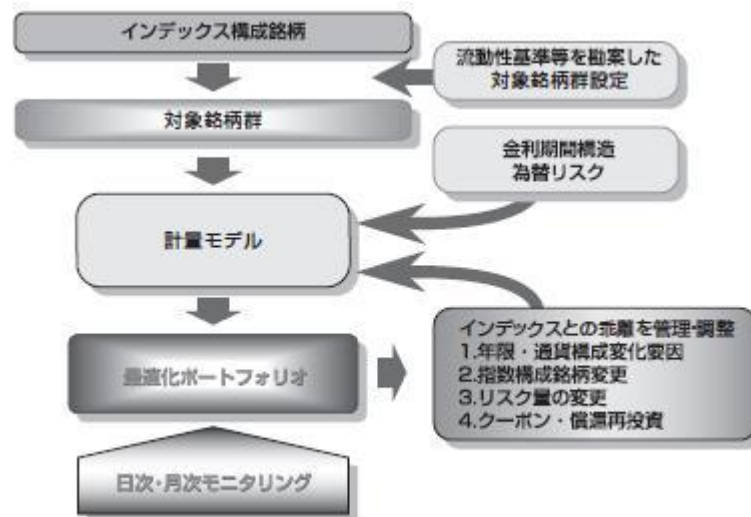 インデックス構成銘柄
流動性基準等を勘案した
対象銘柄群設定
対象銘柄群
金利期間構造
為替リスク
計量モデル
インデックスとの乖離を管理・調整
1.年限・通貨構成変化要因
2.指数構成銘柄変更
3.リスク量の変更
4.クーポン・償還再投資
最適化ポートフォリオ
日次・月次モニタリング